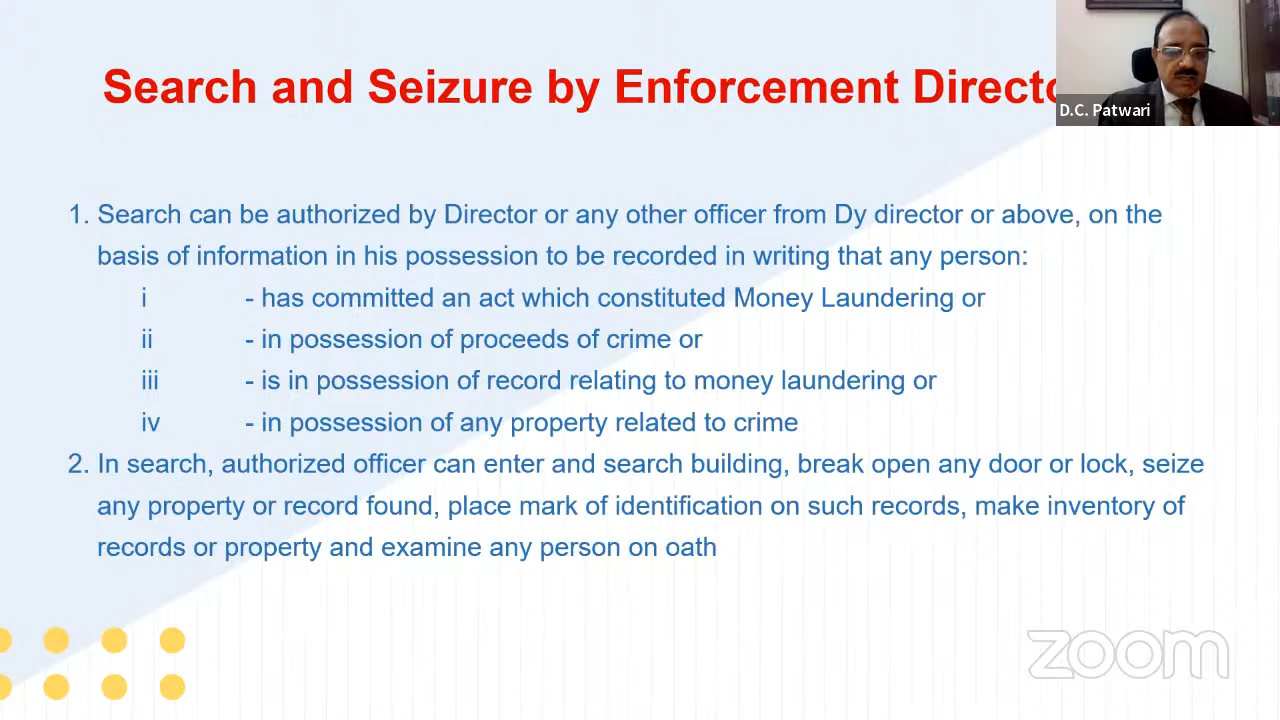 Search and Seizure by Enforcement Directo
D.C. Patwari
1. Search can be authorized by Director or any other officer from Dy director or above, on the
basis of information in his possession to be recorded in writing that any person:
i - has committed an act which constituted Money Laundering or
ii - in possession of proceeds of crime or
iii - is in possession of record relating to money laundering or
iv - in possession of any property related to crime
2. In search, authorized officer can enter and search building, break open any door or lock, seize
any property or record found, place mark of identification on such records, make inventory of
records or property and examine any person on oath
zoom